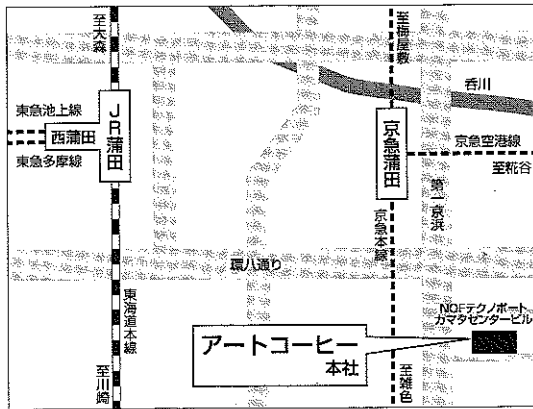 至大森
至梅屋敷
呑川
東急池上線
西蒲田
JR蒲田
東急多摩線
京急蒲田
京急空港線
至糀谷
第一京浜
京急本線
環八通り
東海道本線
NOFテクノポート
カマタセンタービル
アートコーヒー
本社
至川崎
至雑色